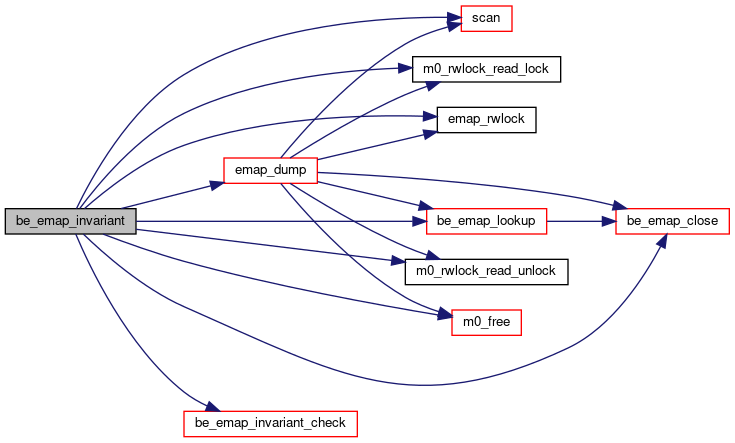 scan
m0_rwlock_read_lock
emap_rwlock
emap_dump
be_emap_invariant
be_emap_lookup
be_emap_close
m0_rwlock_read_unlock
m0_free
be_emap_invariant_check